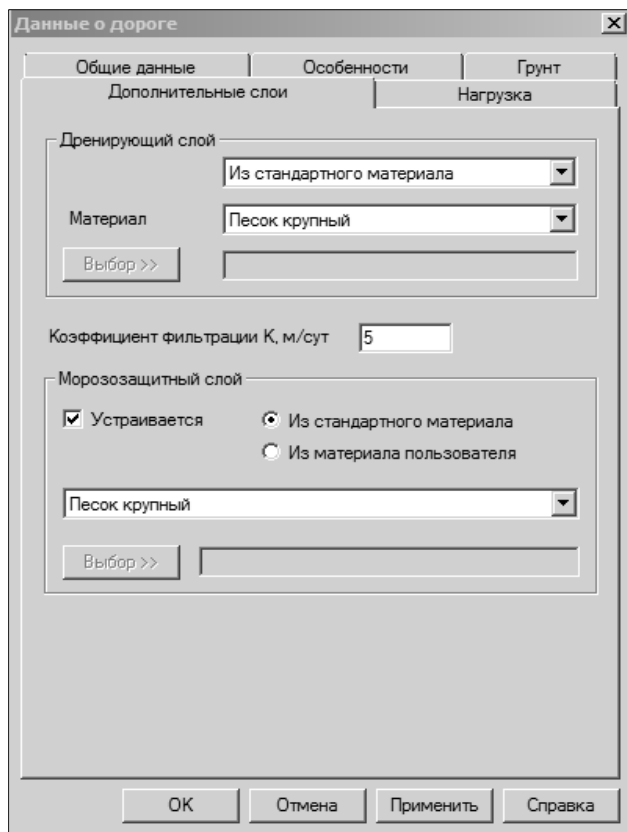 Данные о дороге
Общие данные
Особенности
Грунт
Дополнительные слои
Нагрузка
Дренирующий слой
Из стандартного материала
Материал
Песок крупный
Выбор >>
Коэффициент фильтрации К, м/сут
5
Морозозащитный слой
Устраивается
Из стандартного материала
Из материала пользователя
Песок крупный
Выбор >>
OK
Отмена
Применить
Справка